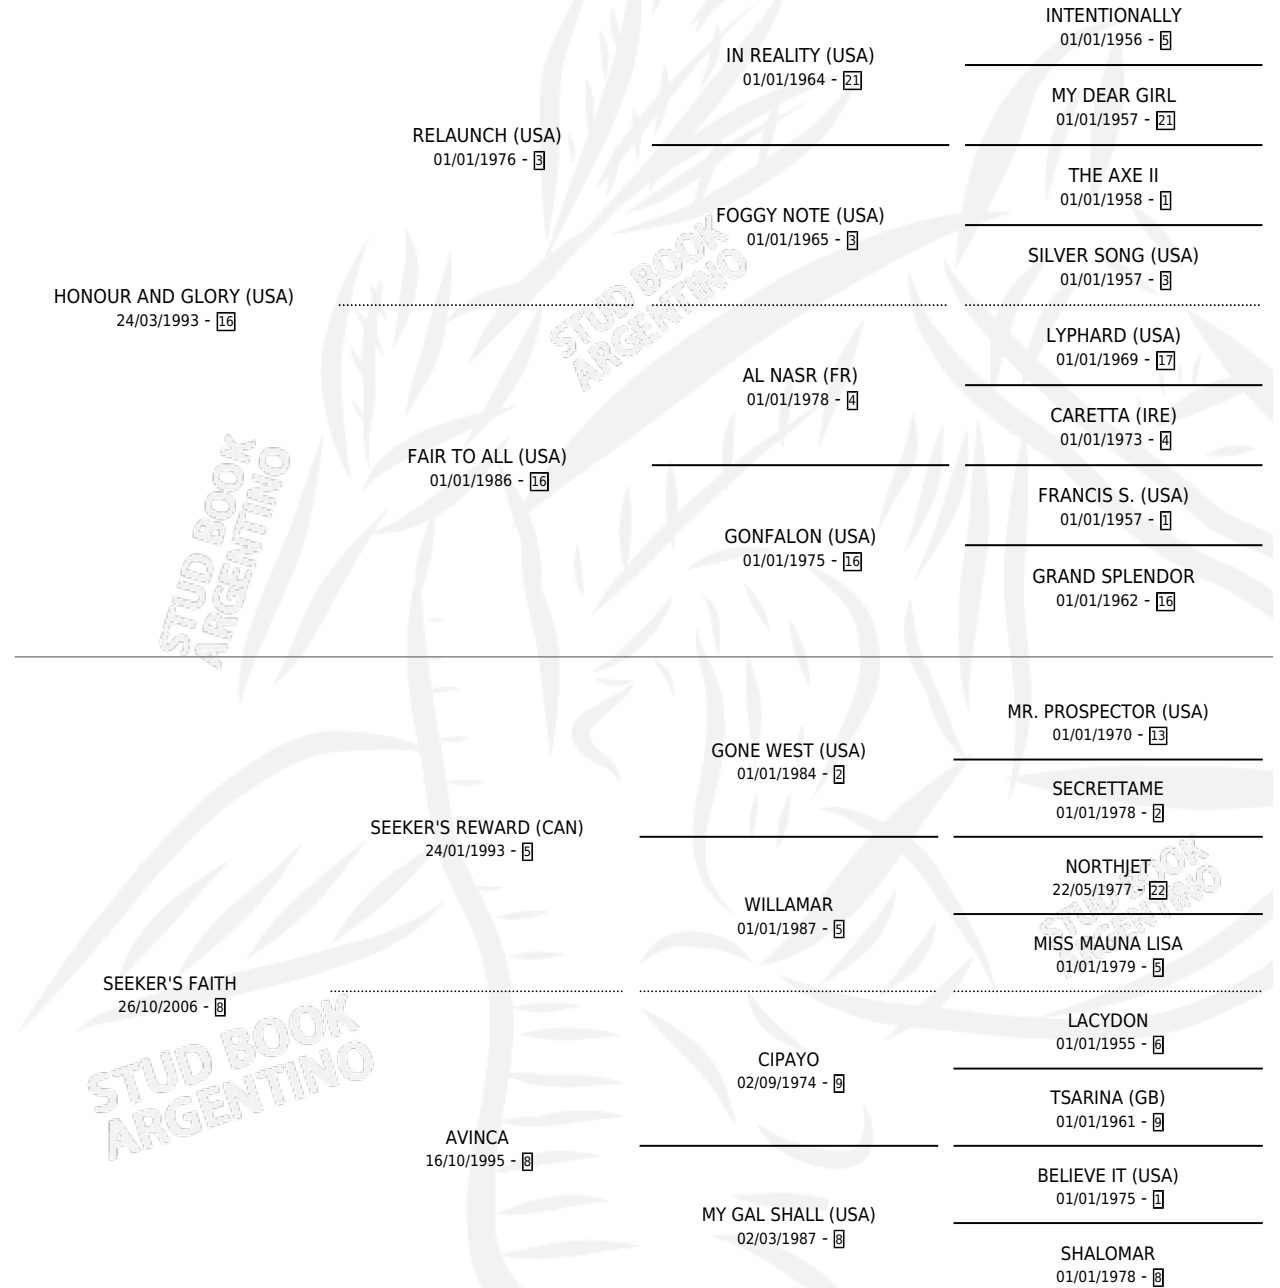 INTENTIONALLY
01/01/1956 - 5
IN REALITY (USA)
01/01/1964 - 21
MY DEAR GIRL
01/01/1957 - 21
RELAUNCH (USA)
01/01/1976 - 3
THE AXE II
01/01/1958 - 1
FOGGY NOTE (USA)
01/01/1965 - 3
SILVER SONG (USA)
01/01/1957 - 3
HONOUR AND GLORY (USA)
24/03/1993 - 16
LYPHARD (USA)
01/01/1969 - 17
AL NASR (FR)
01/01/1978 - 4
CARETTA (IRE)
01/01/1973 - 4
FAIR TO ALL (USA)
01/01/1986 - 16
FRANCIS S. (USA)
01/01/1957 - 1
GONFALON (USA)
01/01/1975 - 16
GRAND SPLENDOR
01/01/1962 - 16
MR. PROSPECTOR (USA)
01/01/1970 - 13
GONE WEST (USA)
01/01/1984 - 2
SECRETTAME
01/01/1978 - 2
SEEKER'S REWARD (CAN)
24/01/1993 - 5
NORTHJET
22/05/1977 - 22
WILLAMAR
01/01/1987 - 5
MISS MAUNA LISA
01/01/1979 - 5
SEEKER'S FAITH
26/10/2006 - 8
LACYDON
01/01/1955 - 6
CIPAYO
02/09/1974 - 9
TSARINA (GB)
01/01/1961 - 9
AVINCA
16/10/1995 - 8
BELIEVE IT (USA)
01/01/1975 - 1
MY GAL SHALL (USA)
02/03/1987 - 8
SHALOMAR
01/01/1978 - 8
STUD BOOK
ARGENTINO
STUD BOOK
ARGENTINO
STUD BOOK
ARGENTINO
STUD BOOK
ARGENTINO